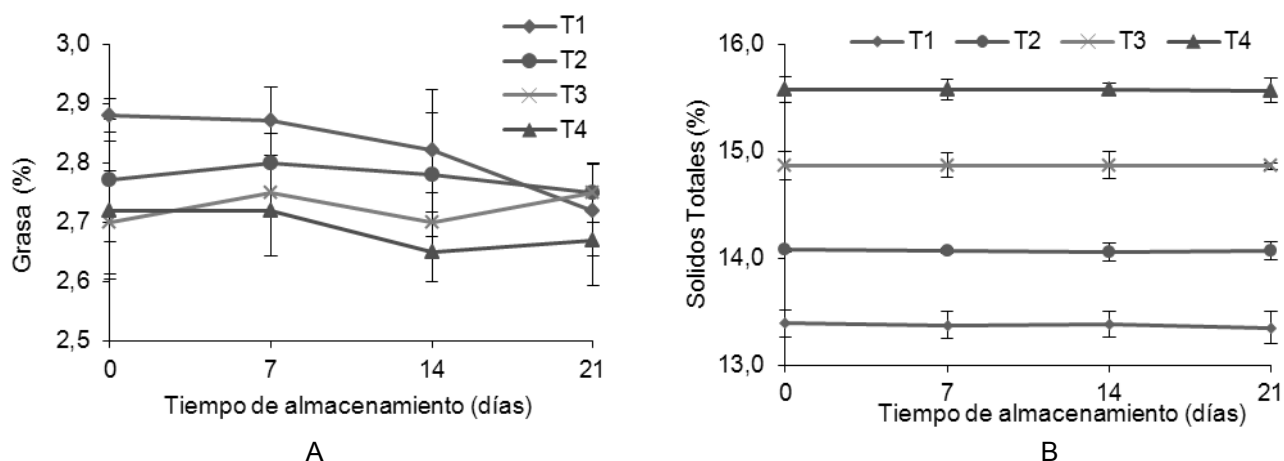 3,0
2,9
2,8
2,7
2,6
2,5
Grasa (%)
T1
T2
T3
T4
0 7 14 21
Tiempo de almacenamiento (días)
A
T1 T2 T3 T4
16,0
15,0
14,0
13,0
Solidos Totales (%)
0 7 14 21
Tiempo de almacenamiento (días)
B